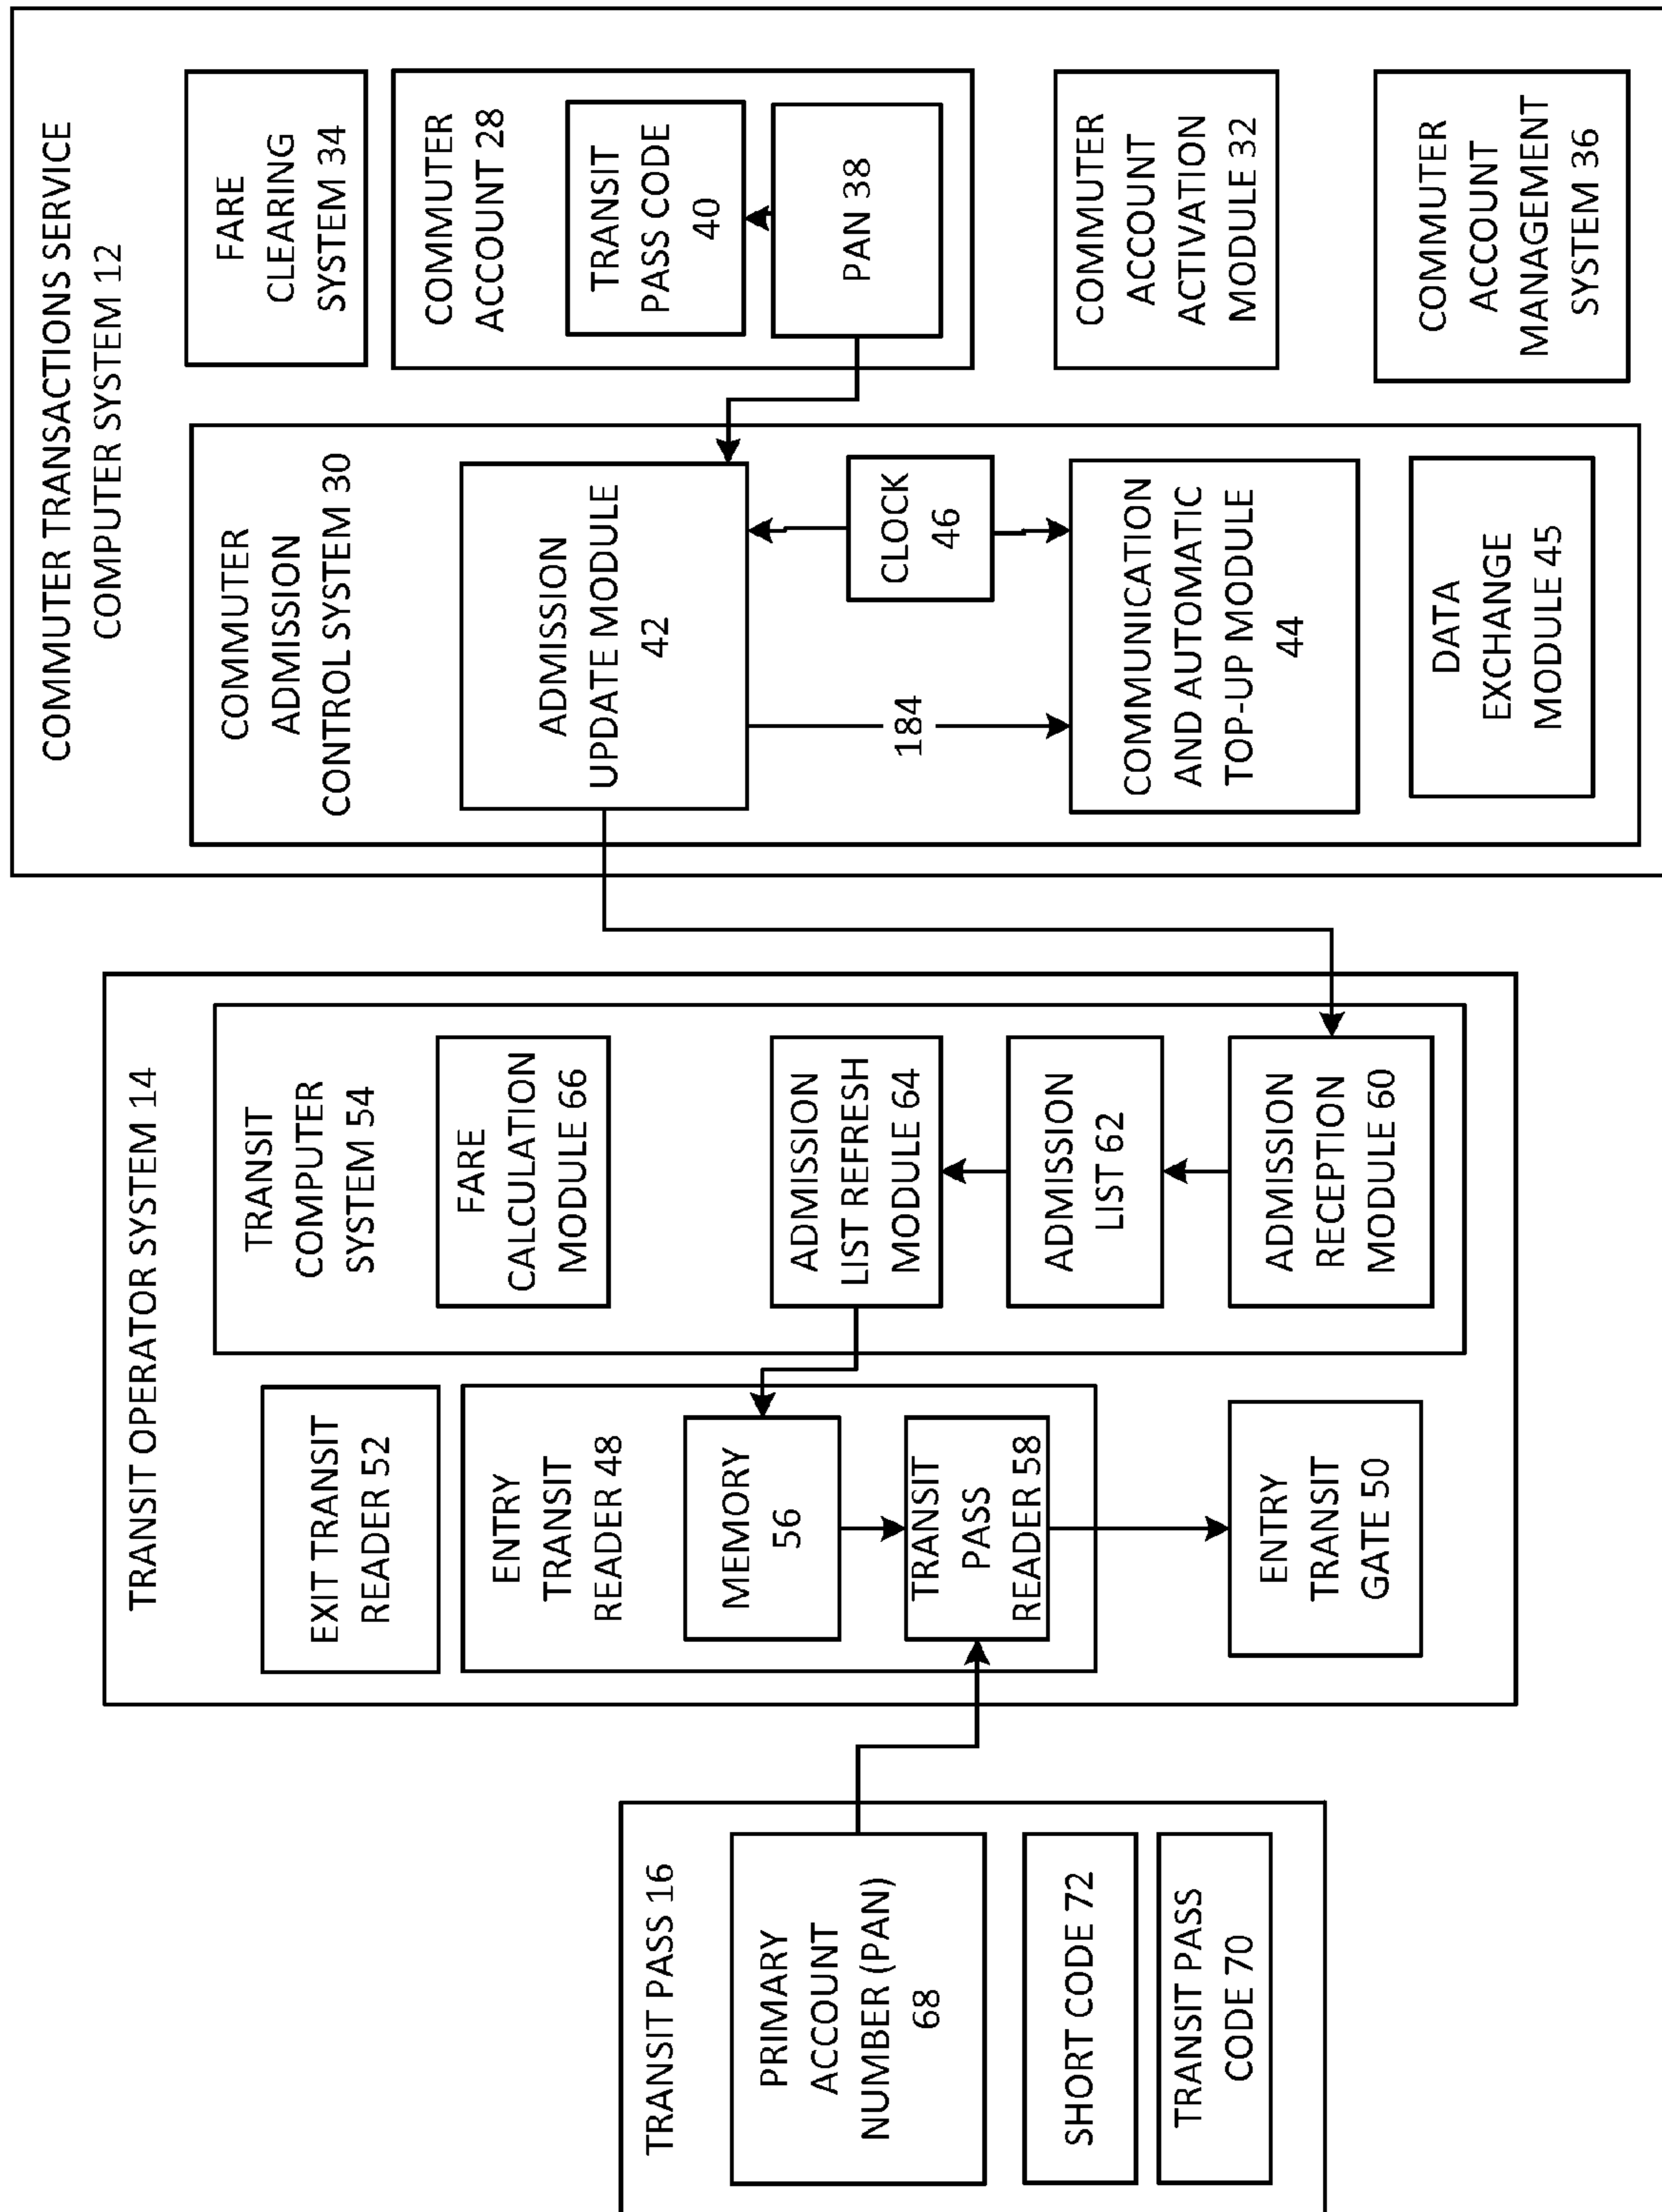 TRANSIT PASS 16
PRIMARY
ACCOUNT
NUMBER (PAN)
68
SHORT CODE 72
TRANSIT PASS
CODE 70
TRANSIT OPERATOR SYSTEM 14
EXIT TRANSIT
READER 52
ENTRY
TRANSIT
READER 48
MEMORY
56
TRANSIT
PASS
READER 58
ENTRY
TRANSIT
GATE 50
TRANSIT
COMPUTER
SYSTEM 54
FARE
CALCULATION
MODULE 66
ADMISSION
LIST REFRESH
MODULE 64
ADMISSION
LIST 62
ADMISSION
RECEPTION
MODULE 60
COMMUTER TRANSACTIONS SERVICE
COMPUTER SYSTEM 12
COMMUTER
ADMISSION
CONTROL SYSTEM 30
ADMISSION
UPDATE MODULE
42
184
CLOCK
46
COMMUNICATION
AND AUTOMATIC
TOP-UP MODULE
44
DATA
EXCHANGE
MODULE 45
FARE
CLEARING
SYSTEM 34
COMMUTER
ACCOUNT 28
TRANSIT
PASS CODE
40
PAN 38
COMMUTER
ACCOUNT
ACTIVATION
MODULE 32
COMMUTER
ACCOUNT
MANAGEMENT
SYSTEM 36